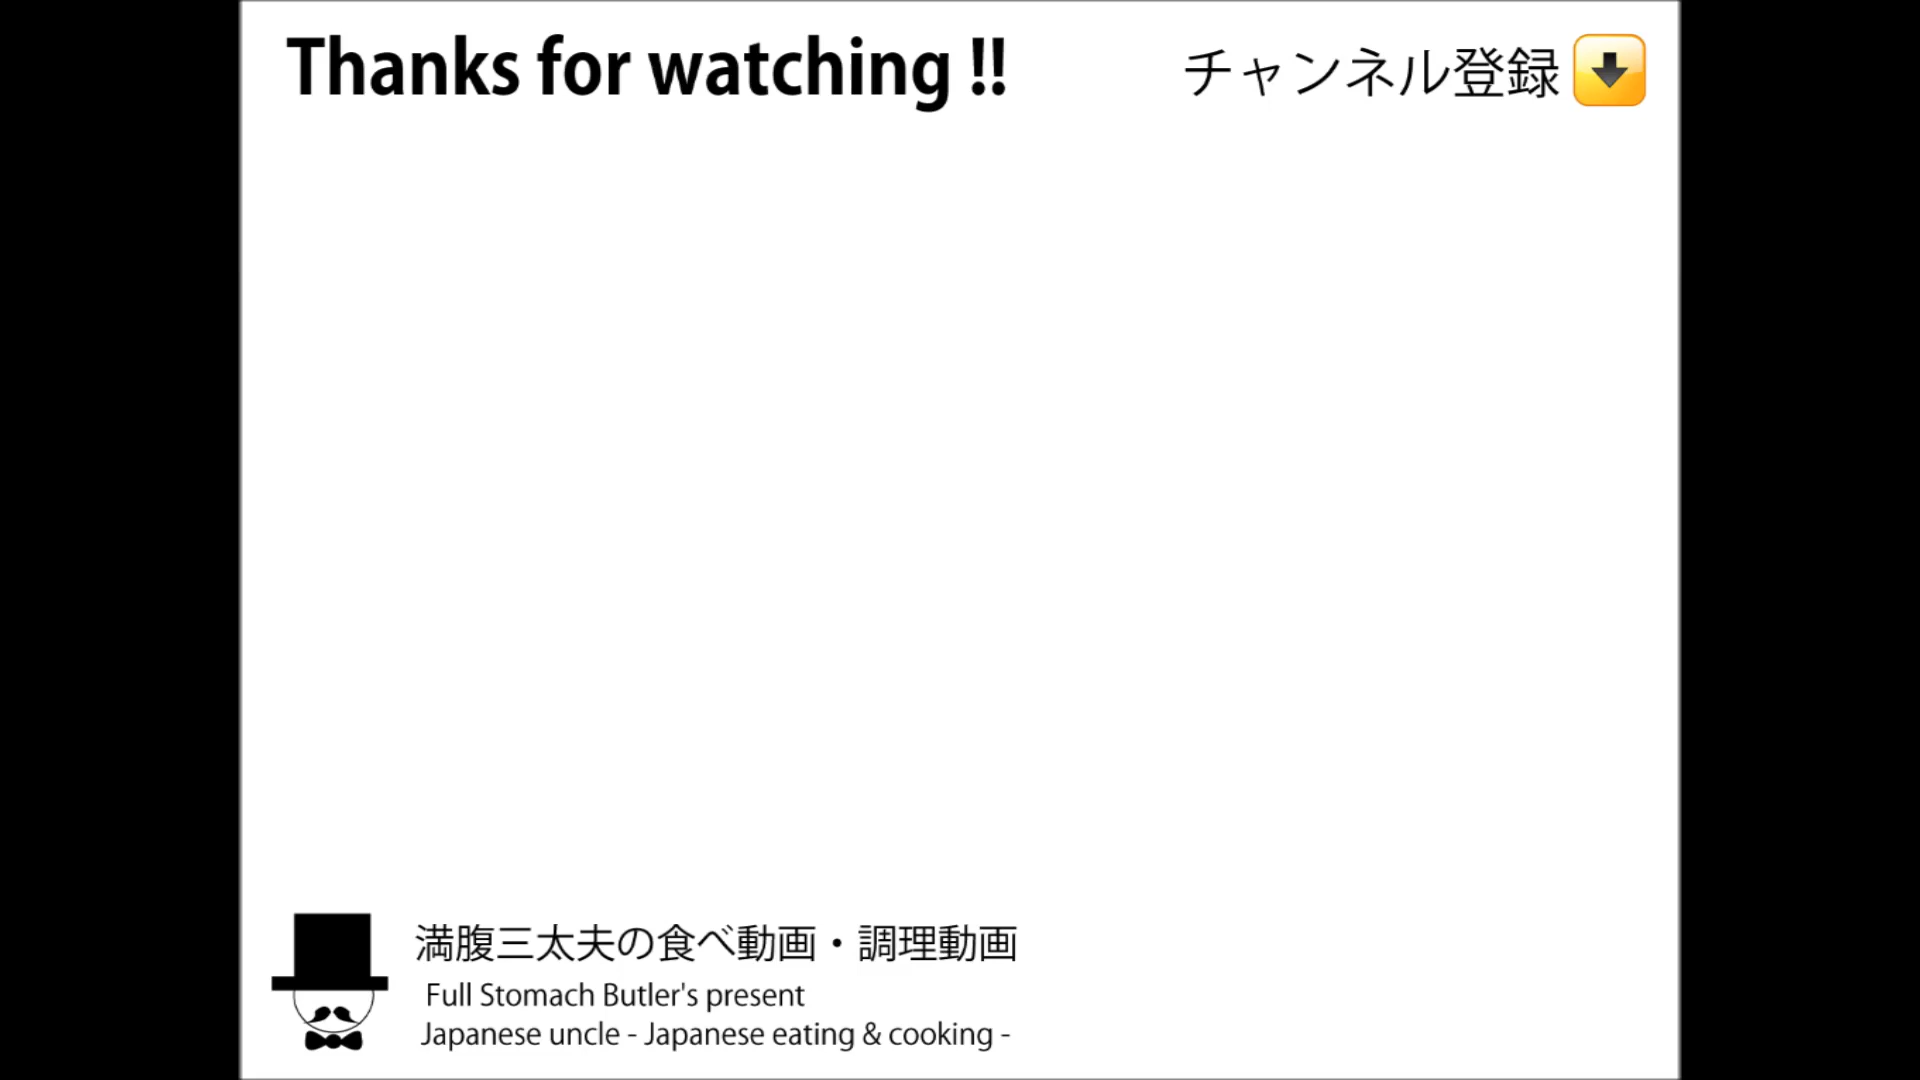 Thanks for watching !!
チャンネル登録
満腹三太夫の食べ動画・調理動画
Full Stomach Butler's present
Japanese uncle - Japanese eating & cooking -